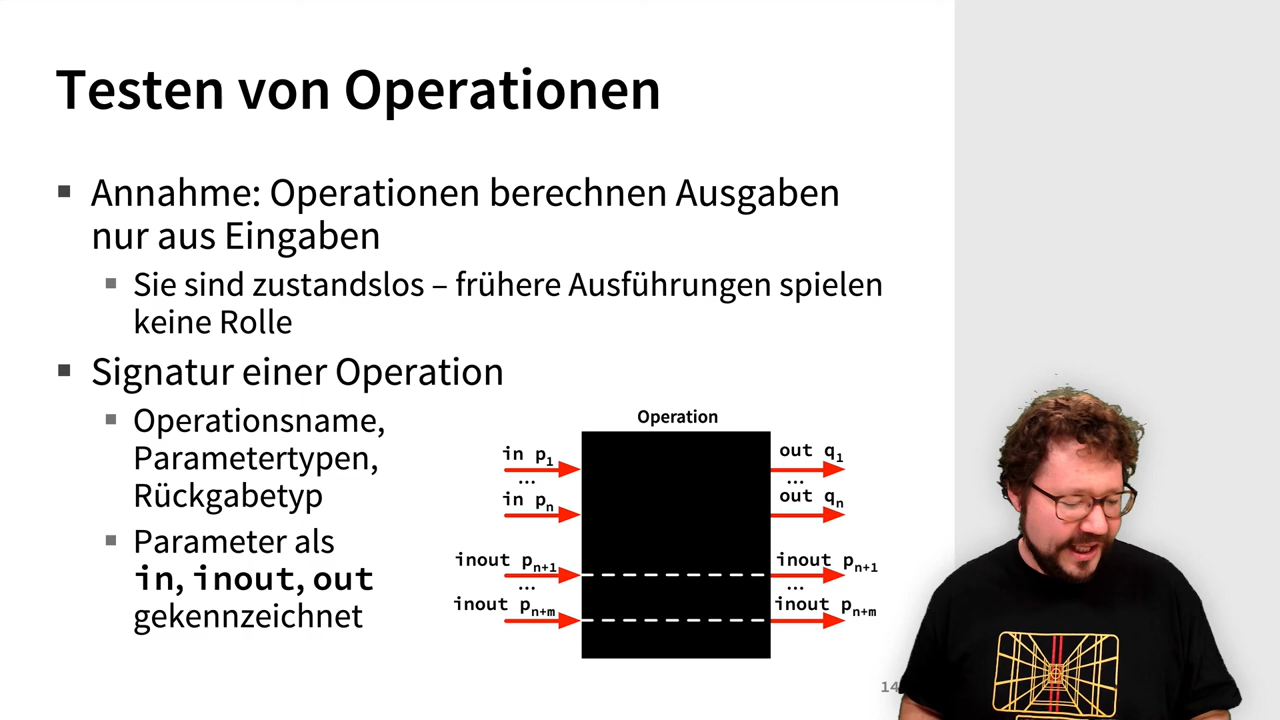 Testen von Operationen
▪ Annahme: Operationen berechnen Ausgaben
nur aus Eingaben
▪ Sie sind zustandslos – frühere Ausführungen spielen
keine Rolle
▪ Signatur einer Operation
▪ Operationsname,
Parametertypen,
Rückgabetyp
▪ Parameter als
in, inout, out
gekennzeichnet
Operation
in p1
...
in pn
inout pn+1
...
inout pn+m
out q1
...
out qn
inout pn+1
...
inout pn+m
14